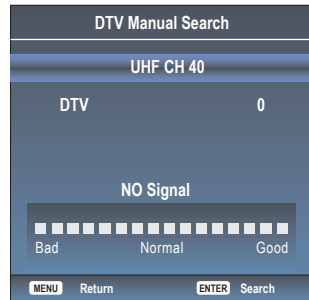 DTV Manual Search
UHF CH 40
DTV 0
NO Signal
Bad Normal Good
MENU Return ENTER Search